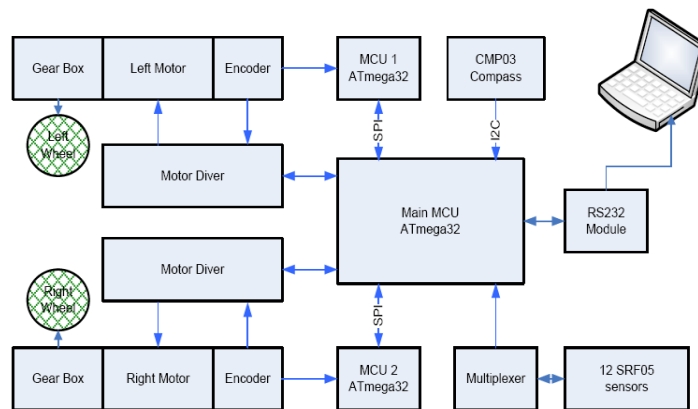 Gear Box
Left Motor
Encoder
MCU 1
ATmega32
CMP03
Compass
Left
Wheel
SPI
I2C
Motor Diver
Main MCU
ATmega32
RS232
Module
Motor Diver
Right
Wheel
SPI
Gear Box
Right Motor
Encoder
MCU 2
ATmega32
Multiplexer
12 SRF05
sensors